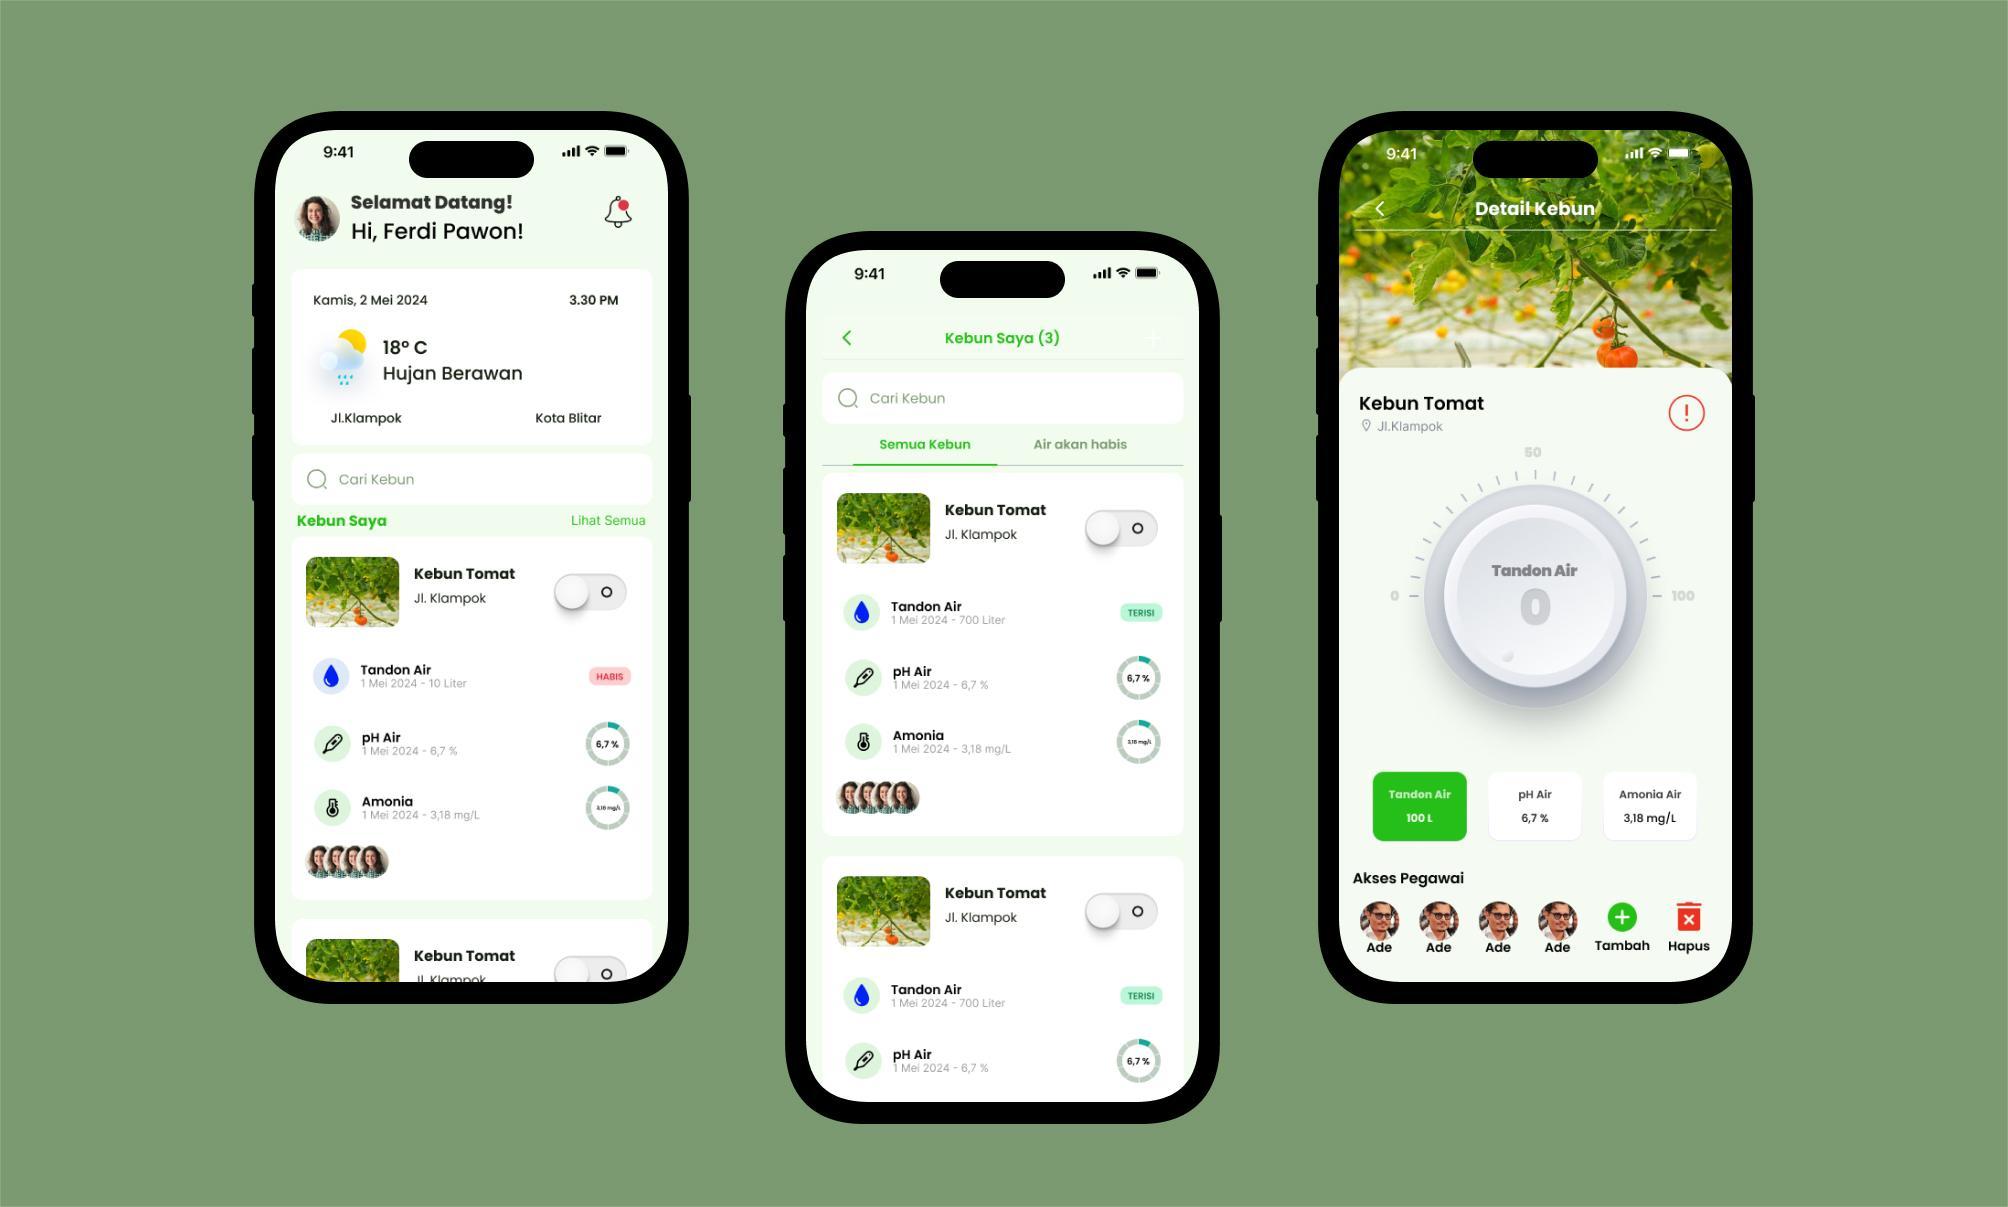 9:41
Selamat Datang!
Hi, Ferdi Pawon!
Kamis, 2 Mei 2024
3.30 PM
18° C
Hujan Berawan
Jl.Klampok
Kota Blitar
Cari Kebun
Kebun Saya
Lihat Semua
Kebun Tomat
Jl. Klampok
Tandon Air
1 Mei 2024 - 10 Liter
HABIS
pH Air
1 Mei 2024 - 6,7 %
6,7 %
Amonia
1 Mei 2024 - 3,18 mg/L
3,18 mg/L
Kebun Tomat
Jl. Klampok
9:41
Kebun Saya (3)
Cari Kebun
Semua Kebun
Air akan habis
Kebun Tomat
Jl. Klampok
Tandon Air
1 Mei 2024 - 700 Liter
TERISI
pH Air
1 Mei 2024 - 6,7 %
6,7 %
Amonia
1 Mei 2024 - 3,18 mg/L
3,18 mg/L
Kebun Tomat
Jl. Klampok
Tandon Air
1 Mei 2024 - 700 Liter
TERISI
pH Air
1 Mei 2024 - 6,7 %
6,7 %
9:41
Detail Kebun
Kebun Tomat
Jl.Klampok
50
0
100
Tandon Air
0
Tandon Air
100 L
pH Air
6,7 %
Amonia Air
3,18 mg/L
Akses Pegawai
Ade
Ade
Ade
Ade
Tambah
Hapus